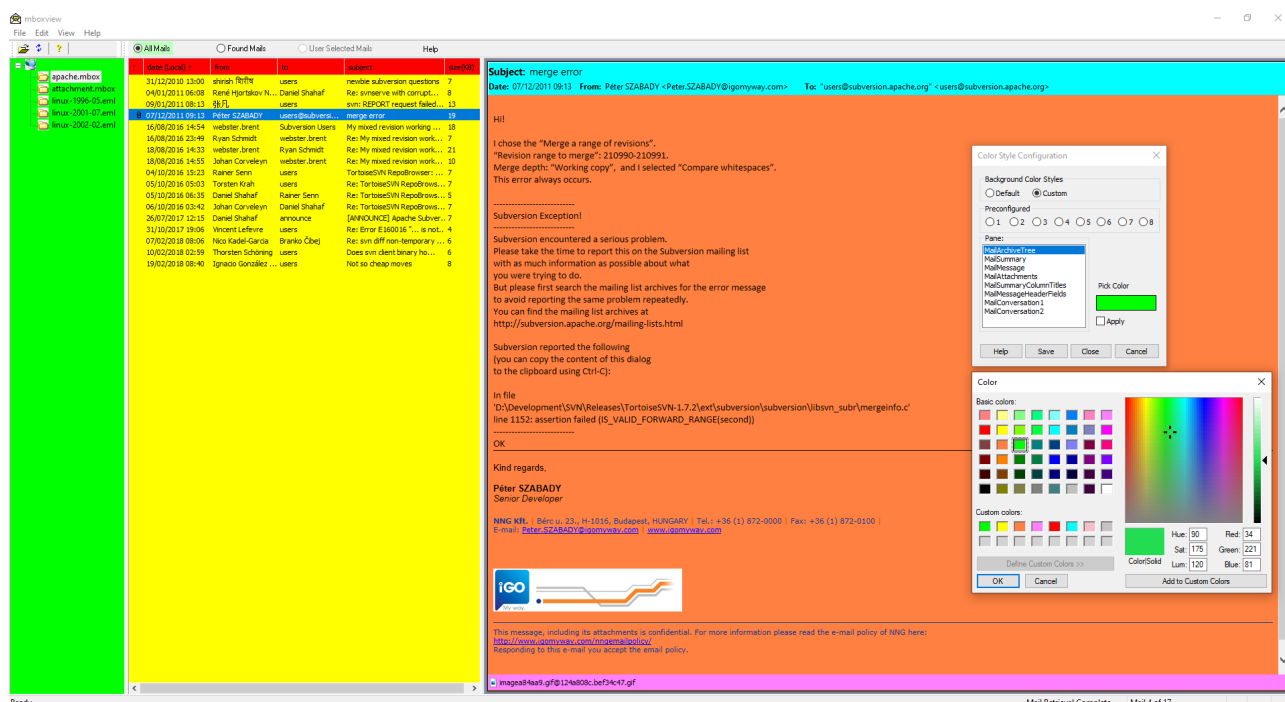 mboxview
File Edit View Help
All Mails Found Mails User Selected Mails Help
apache.mbox
attachment.mbox
linux-1996-05.eml
linux-2001-07.eml
linux-2002-02.eml
! date (Local) from to subject size(KB)
31/12/2010 13:00 shirish शिरीष users newbie subversion questions 7
04/01/2011 06:08 René Hjortskov N... Daniel Shahaf Re: svnserve with corrupt... 8
09/01/2011 08:13 张凡 users svn: REPORT request failed... 13
07/12/2011 09:13 Péter SZABADY users@subversi... merge error 19
16/08/2016 14:54 webster.brent Subversion Users My mixed revision working ... 18
16/08/2016 23:49 Ryan Schmidt webster.brent Re: My mixed revision work... 7
18/08/2016 14:33 webster.brent Ryan Schmidt Re: My mixed revision work... 21
18/08/2016 14:55 Johan Corveleyn webster.brent Re: My mixed revision work... 10
04/10/2016 15:23 Rainer Senn users TortoiseSVN RepoBrowser: ... 7
05/10/2016 05:03 Torsten Krah users Re: TortoiseSVN RepoBrows... 7
05/10/2016 06:35 Daniel Shahaf Rainer Senn Re: TortoiseSVN RepoBrows... 5
06/10/2016 03:42 Johan Corveleyn Daniel Shahaf Re: TortoiseSVN RepoBrows... 7
26/07/2017 12:15 Daniel Shahaf announce [ANNOUNCE] Apache Subver... 7
31/10/2017 19:06 Vincent Lefevre users Re: Error E160016 "... is not... 4
07/02/2018 08:06 Nico Kadel-Garcia Branko Čibej Re: svn diff non-temporary ... 6
10/02/2018 02:59 Thorsten Schöning users Does svn client binary ho... 6
19/02/2018 08:40 Ignacio González ... users Not so cheap moves 8
Subject: merge error
Date: 07/12/2011 09:13 From: Péter SZABADY <Peter.SZABADY@igomyway.com> To: "users@subversion.apache.org" <users@subversion.apache.org>
Hi!
I chose the “Merge a range of revisions”.
“Revision range to merge”: 210990-210991.
Merge depth: “Working copy”, and I selected “Compare whitespaces”.
This error always occurs.
---------------------------
Subversion Exception!
---------------------------
Subversion encountered a serious problem.
Please take the time to report this on the Subversion mailing list
with as much information as possible about what
you were trying to do.
But please first search the mailing list archives for the error message
to avoid reporting the same problem repeatedly.
You can find the mailing list archives at
http://subversion.apache.org/mailing-lists.html
Subversion reported the following
(you can copy the content of this dialog
to the clipboard using Ctrl-C):
In file
'D:\Development\SVN\Releases\TortoiseSVN-1.7.2\ext\subversion\subversion\libsvn_subr\mergeinfo.c'
line 1152: assertion failed (IS_VALID_FORWARD_RANGE(second))
---------------------------
OK
Kind regards,
Péter SZABADY
Senior Developer
NNG Kft. | Bérc u. 23., H-1016, Budapest, HUNGARY | Tel.: +36 (1) 872-0000 | Fax: +36 (1) 872-0100 |
E-mail: Peter.SZABADY@igomyway.com | www.igomyway.com
iGO
My way.
This message, including its attachments is confidential. For more information please read the e-mail policy of NNG here:
http://www.igomyway.com/nngemailpolicy/
Responding to this e-mail you accept the email policy.
imagea84aa9.gif@124a808c.bef34c47.gif
Color Style Configuration
Background Color Styles
Default Custom
Preconfigured
1 2 3 4 5 6 7 8
Pane:
MailArchiveTree
MailSummary
MailMessage
MailAttachments
MailSummaryColumnTitles
MailMessageHeaderFields
MailConversation1
MailConversation2
Pick Color
Apply
Help Save Close Cancel
Color
Basic colors:
Custom colors:
Define Custom Colors >>
OK Cancel
Color|Solid
Hue: 90 Red: 34
Sat: 175 Green: 221
Lum: 120 Blue: 81
Add to Custom Colors
Ready
Mail Retrieval Complete Mail 4 of 17